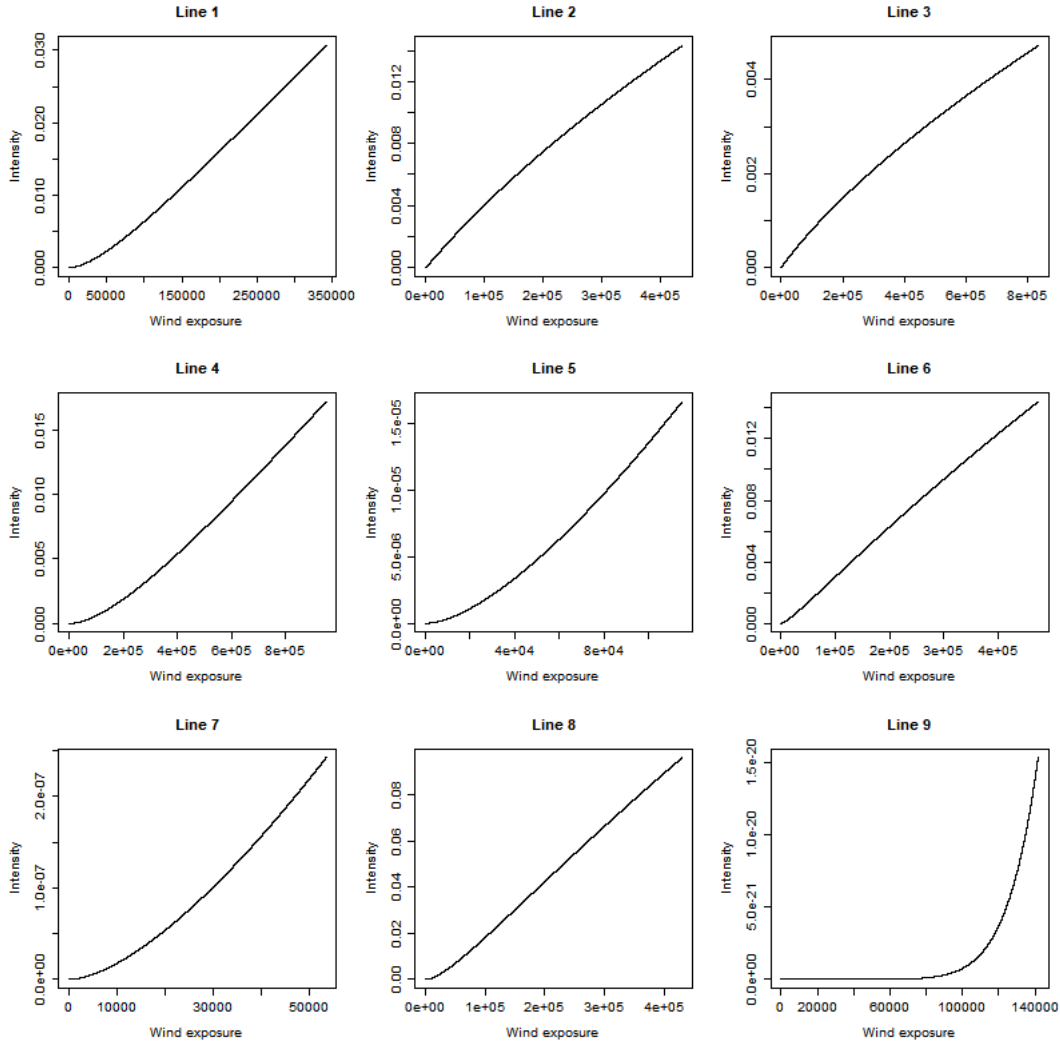 Line 1
Intensity
0.000 0.010 0.020 0.030
0 50000 150000 250000 350000
Wind exposure
Line 2
Intensity
0.000 0.004 0.008 0.012
0e+00 1e+05 2e+05 3e+05 4e+05
Wind exposure
Line 3
Intensity
0.000 0.002 0.004
0e+00 2e+05 4e+05 6e+05 8e+05
Wind exposure
Line 4
Intensity
0.000 0.005 0.010 0.015
0e+00 2e+05 4e+05 6e+05 8e+05
Wind exposure
Line 5
Intensity
0.0e+00 5.0e-06 1.0e-05 1.5e-05
0e+00 4e+04 8e+04
Wind exposure
Line 6
Intensity
0.000 0.004 0.008 0.012
0e+00 1e+05 2e+05 3e+05 4e+05
Wind exposure
Line 7
Intensity
0.0e+00 1.0e-07 2.0e-07
0 10000 30000 50000
Wind exposure
Line 8
Intensity
0.00 0.02 0.04 0.06 0.08
0e+00 1e+05 2e+05 3e+05 4e+05
Wind exposure
Line 9
Intensity
0.0e+00 5.0e-21 1.0e-20 1.5e-20
0 20000 60000 100000 140000
Wind exposure